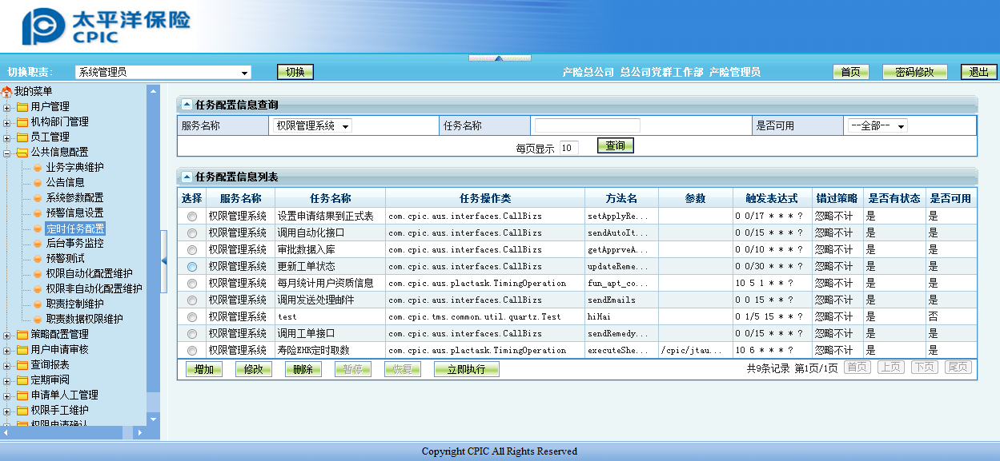 太平洋保险
CPIC
切换职责: 系统管理员 切换 产险总公司 总公司党群工作部 产险管理员 首页 密码修改 退出
我的菜单
用户管理
机构部门管理
员工管理
公共信息配置
业务字典维护
公告信息
系统参数配置
预警信息设置
定时任务配置
后台事务监控
预警测试
权限自动化配置维护
权限非自动化配置维护
职责控制维护
职责数据权限维护
策略配置管理
用户申请审核
查询报表
定期审阅
申请单人工管理
权限手工维护
权限申请确认
任务配置信息查询
服务名称 权限管理系统 任务名称 是否可用 --全部--
每页显示 10 查询
任务配置信息列表
选择 服务名称 任务名称 任务操作类 方法名 参数 触发表达式 错过策略 是否有状态 是否可用
权限管理系统 设置申请结果到正式表 com.cpic.aus.interfaces.CallBizs setApplyRe... 0 0/17 * * * ? 忽略不计 是 是
权限管理系统 调用自动化接口 com.cpic.aus.interfaces.CallBizs sendAutoIt... 0 0/15 * * * ? 忽略不计 是 是
权限管理系统 审批数据入库 com.cpic.aus.interfaces.CallBizs getApprveA... 0 0/10 * * * ? 忽略不计 是 是
权限管理系统 更新工单状态 com.cpic.aus.interfaces.CallBizs updateReme... 0 0/30 * * * ? 忽略不计 是 是
权限管理系统 每月统计用户资质信息 com.cpic.aus.plactask.TimingOperation fun_apt_co... 10 5 1 * * ? 忽略不计 是 是
权限管理系统 调用发送处理邮件 com.cpic.aus.interfaces.CallBizs sendEmails 0 0 15 * * ? 忽略不计 是 是
权限管理系统 test com.cpic.tms.common.util.quartz.Test hiHai 0 1/5 15 * * ? 忽略不计 是 否
权限管理系统 调用工单接口 com.cpic.aus.interfaces.CallBizs sendRemedy... 0 0/15 * * * ? 忽略不计 是 是
权限管理系统 寿险EHR定时取数 com.cpic.aus.plactask.TimingOperation executeShe... /cpic/jtau... 10 6 * * * ? 忽略不计 是 是
增加 修改 删除 暂停 恢复 立即执行 共9条记录 第1页/1页 首页 上页 下页 尾页
Copyright CPIC All Rights Reserved